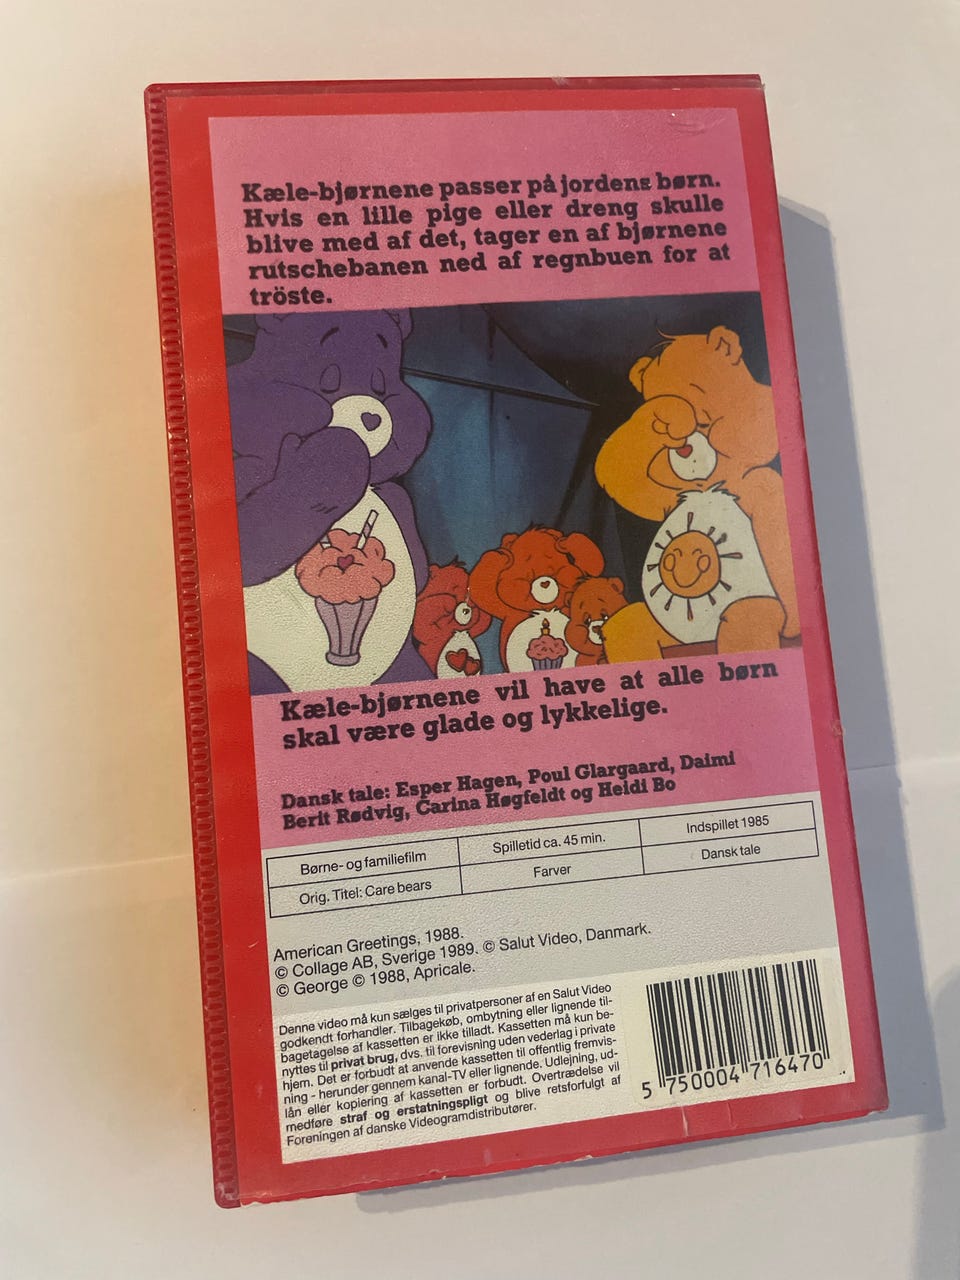 Kæle-bjørnene passer på jordens børn.
Hvis en lille pige eller dreng skulle
blive med af det, tager en af bjørnene
rutschebanen ned af regnbuen for at
tröste.
Kæle-bjørnene vil have at alle børn
skal være glade og lykkelige.
Dansk tale: Esper Hagen, Poul Glargaard, Daimi
Berit Rødvig, Carina Høgfeldt og Heidi Bo
Børne- og familiefilm
Spilletid ca. 45 min.
Indspillet 1985
Orig. Titel: Care bears
Farver
Dansk tale
American Greetings, 1988.
© Collage AB, Sverige 1989. © Salut Video, Danmark.
© George © 1988, Apricale.
Denne video må kun sælges til privatpersoner af en Salut Video
godkendt forhandler. Tilbagekøb, ombytning eller lignende til-
bagetagelse af kassetten er ikke tilladt. Kassetten må kun be-
nyttes til privat brug, dvs. til forevisning uden vederlag i private
hjem. Det er forbudt at anvende kassetten til offentlig fremvis-
ning - herunder gennem kanal-TV eller lignende. Udlejning, ud-
lån eller kopiering af kassetten er forbudt. Overtrædelse vil
medføre straf og erstatningspligt og blive retsforfulgt af
Foreningen af danske Videogramdistributører.
5 750004 716470